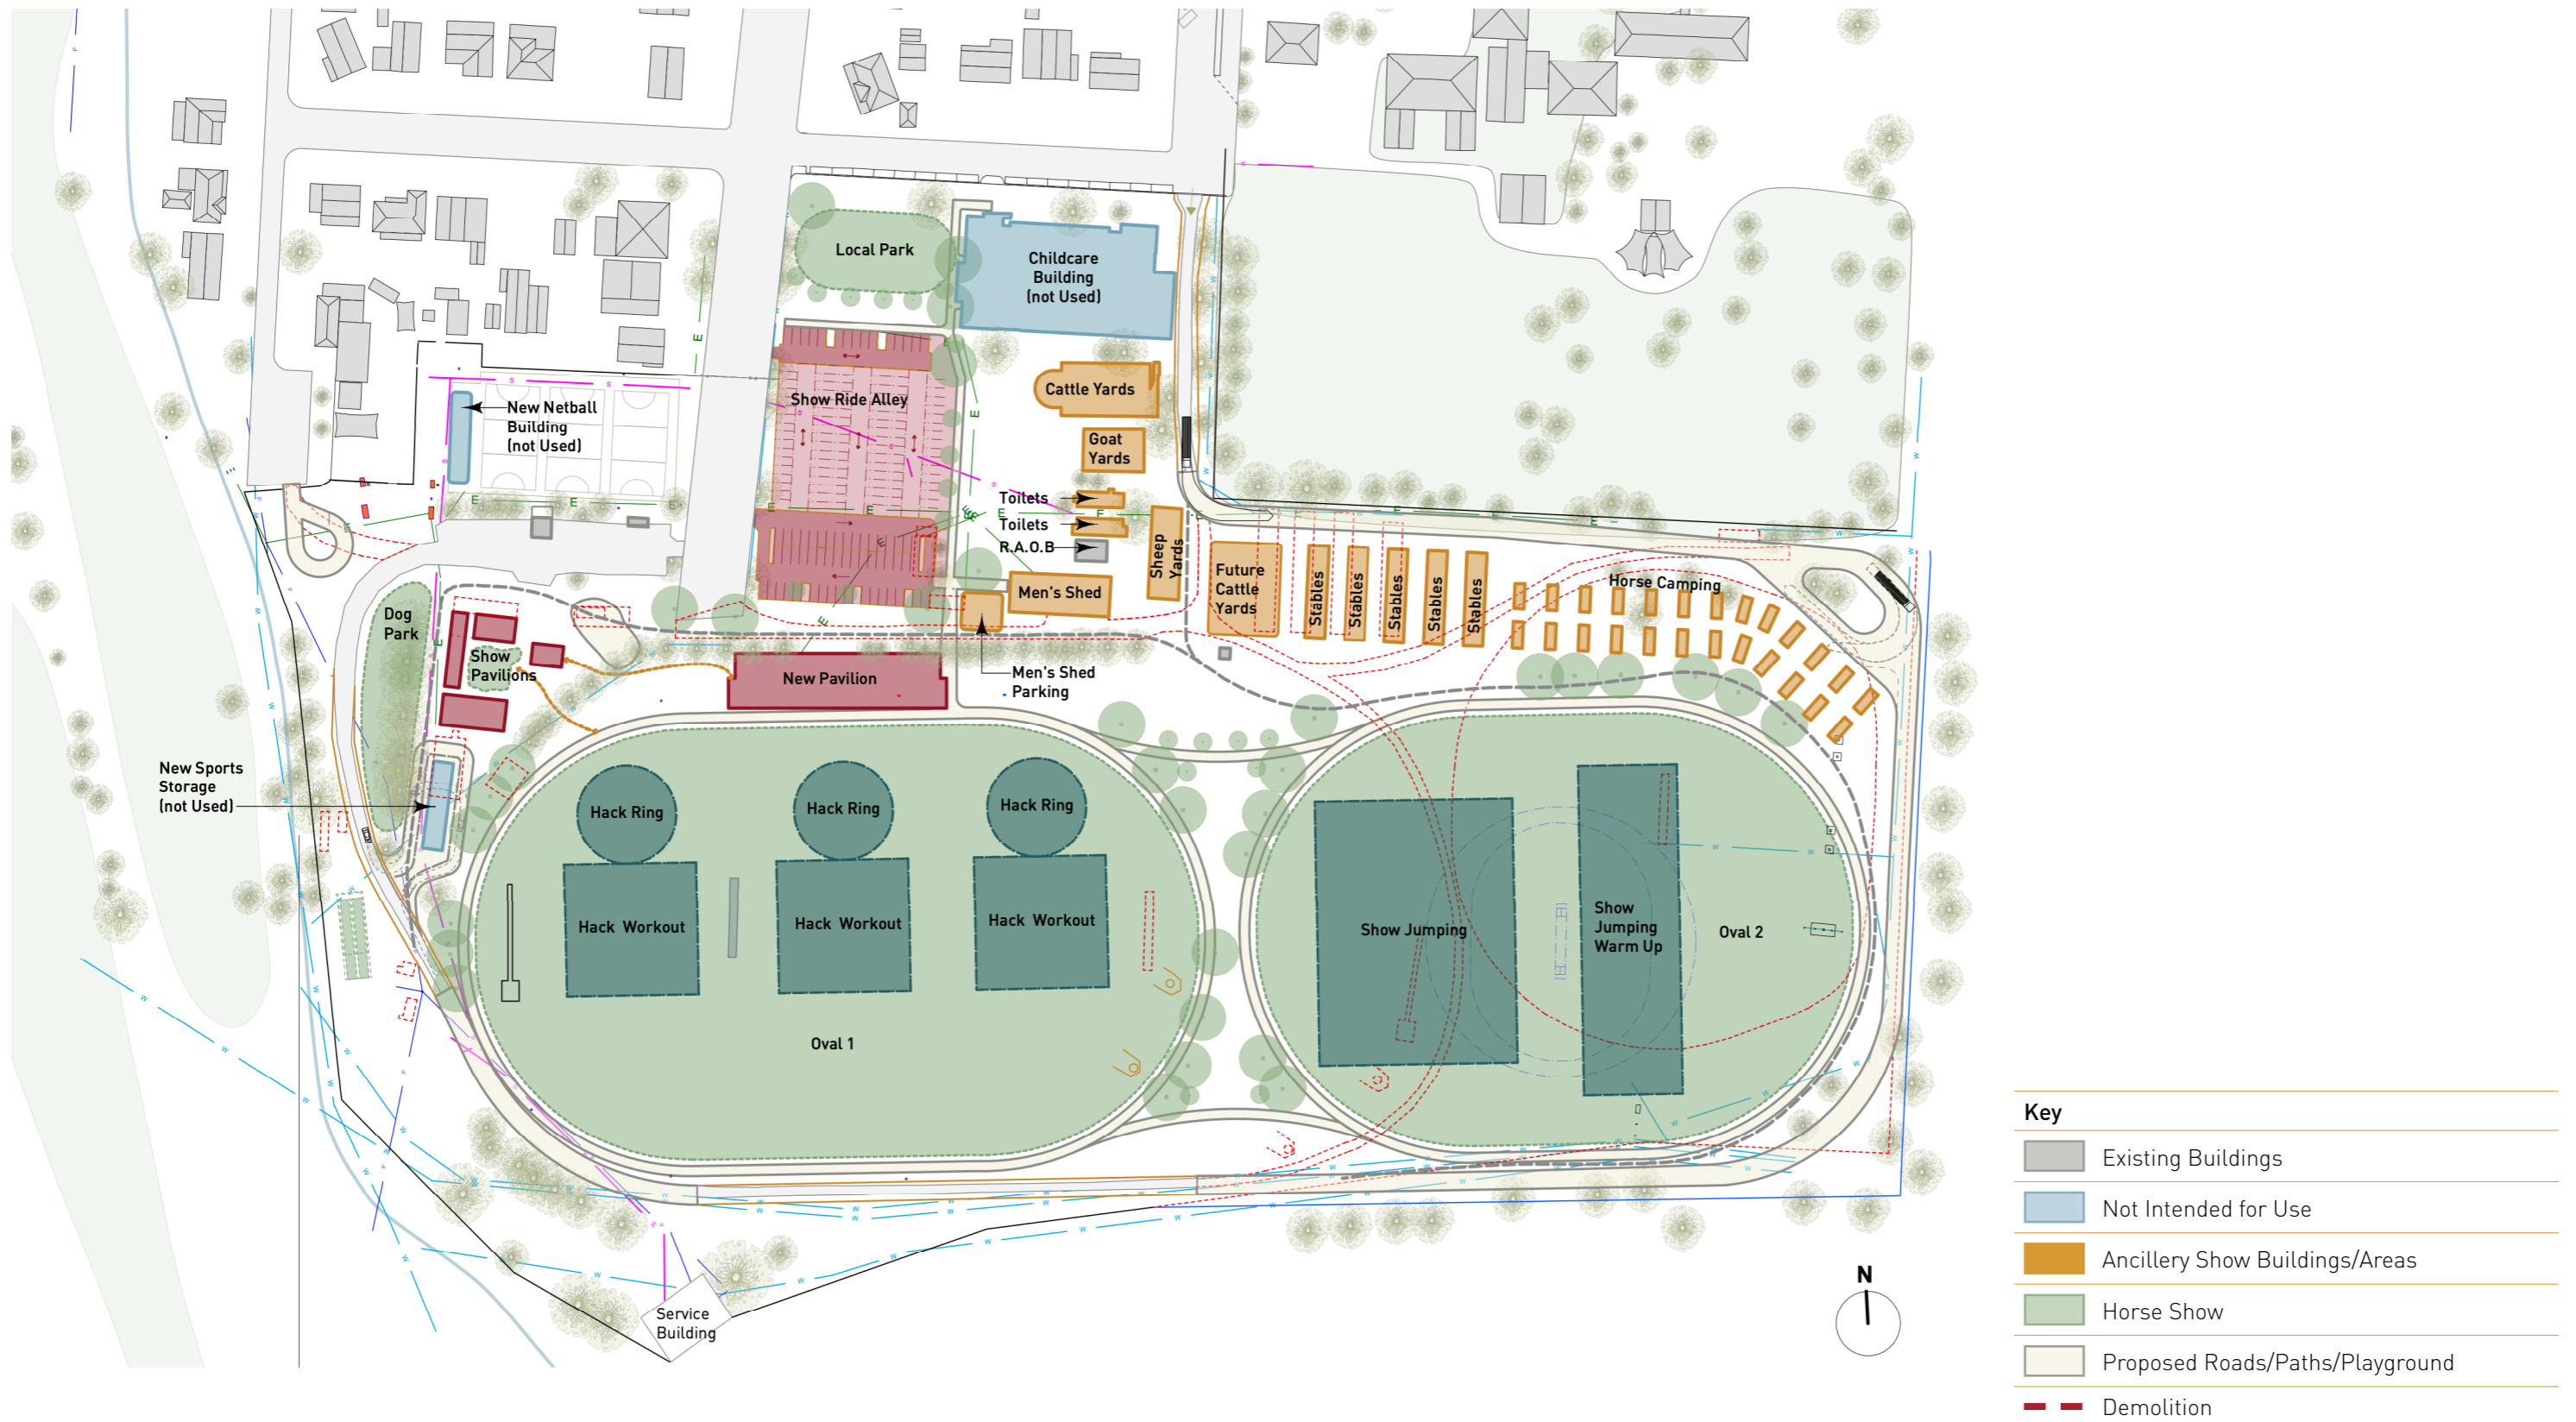 Local Park
Childcare
Building
(not Used)
Show Ride Alley
Cattle Yards
New Netball
Building
(not Used)
Goat
Yards
Toilets
Toilets
R.A.O.B
Sheep
Yards
Men's Shed
Future
Cattle
Yards
Stables
Stables
Stables
Stables
Stables
Horse Camping
Dog
Park
Show
Pavilions
New Pavilion
Men's Shed
Parking
New Sports
Storage
(not Used)
Hack Ring
Hack Ring
Hack Ring
Hack Workout
Hack Workout
Hack Workout
Show Jumping
Show
Jumping
Warm Up
Oval 2
Oval 1
Service
Building
N
Key
Existing Buildings
Not Intended for Use
Ancillery Show Buildings/Areas
Horse Show
Proposed Roads/Paths/Playground
Demolition